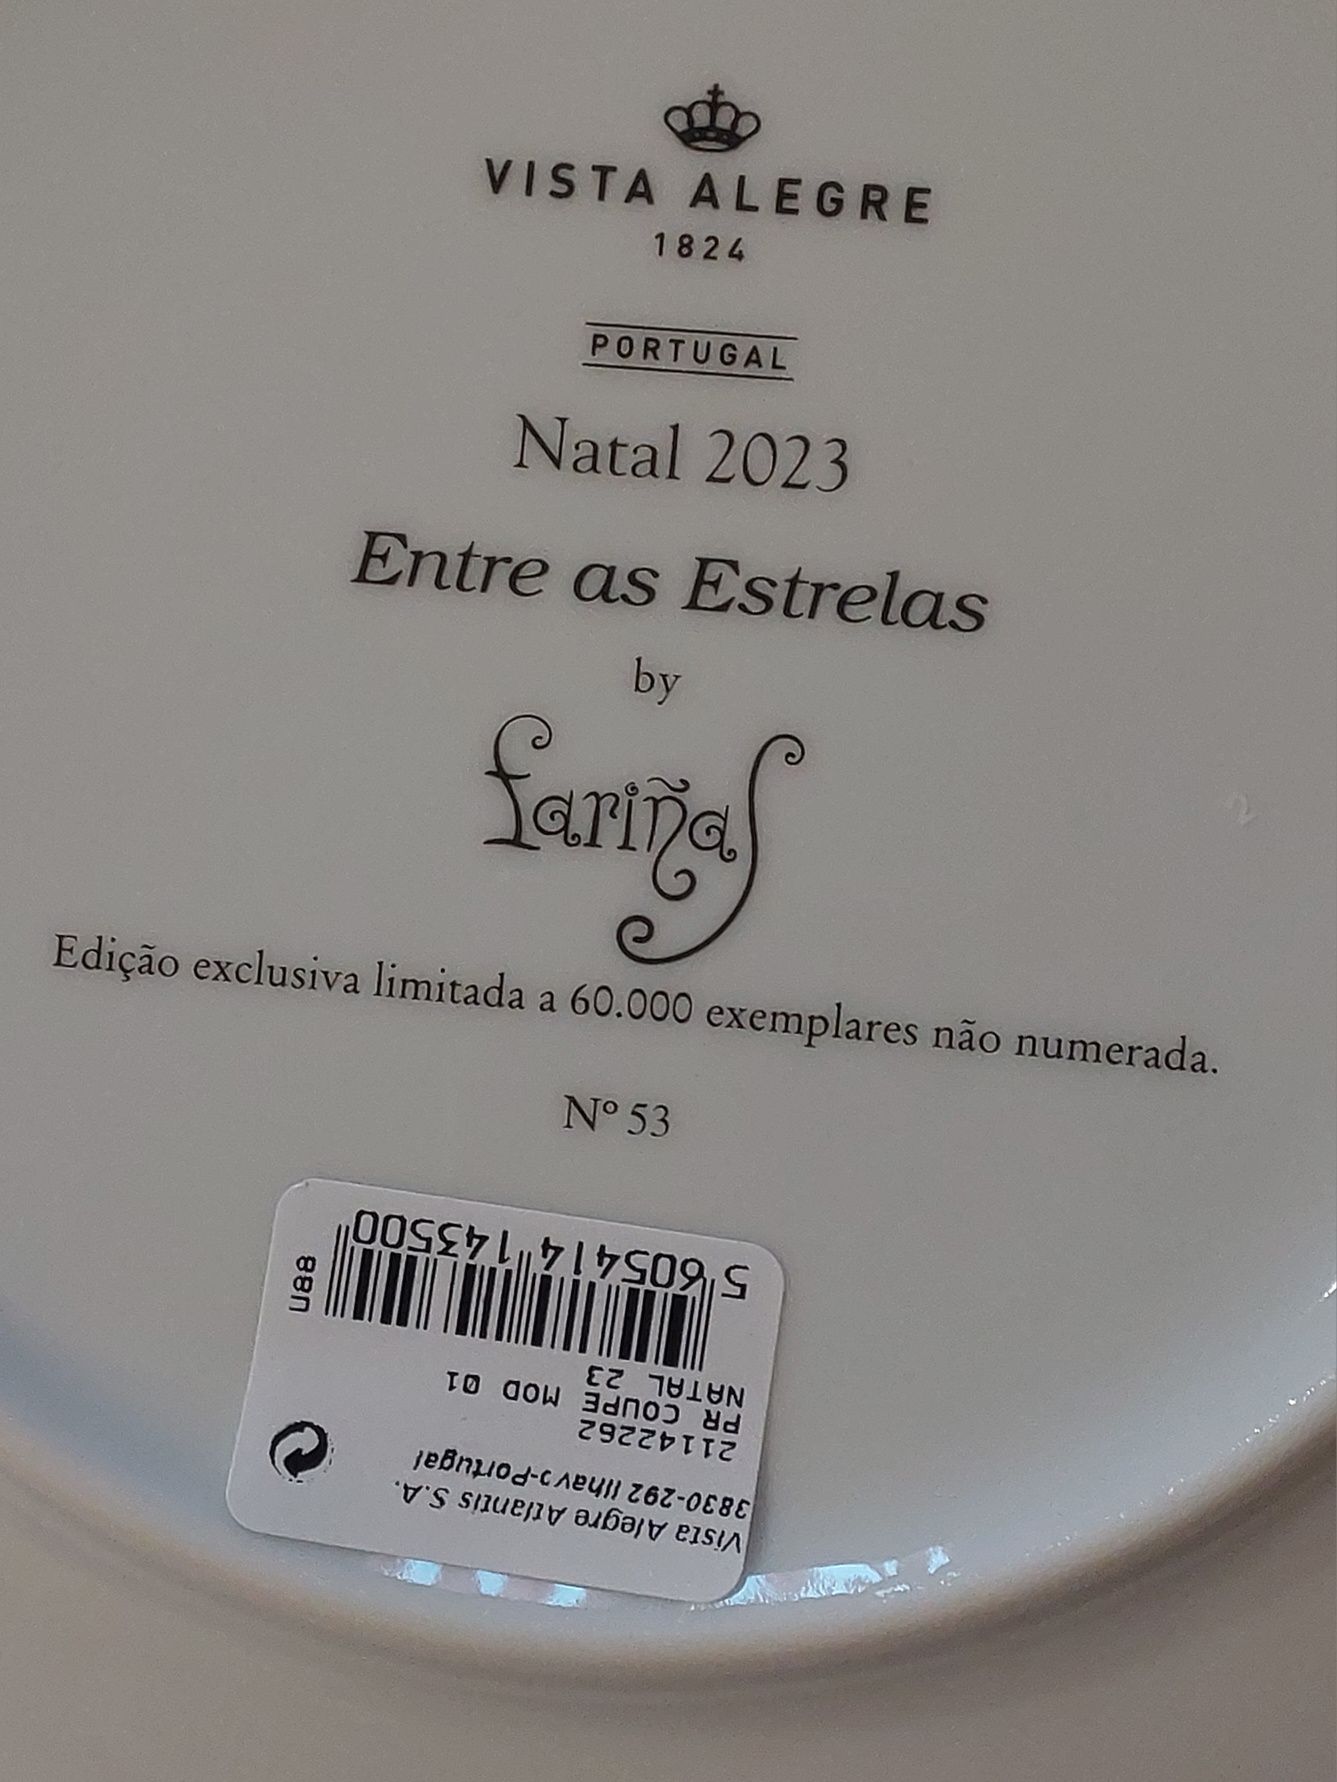 VISTA ALEGRE
1824
PORTUGAL
Natal 2023
Entre as Estrelas
by
fariñas
Edição exclusiva limitada a 60.000 exemplares não numerada.
Nº 53
Vista Alegre Atlantis S.A.
3830-292 Ílhavo-Portugal
21142262
PR COUPE MOD 01
NATAL 23
5 605414 143500
U88
2